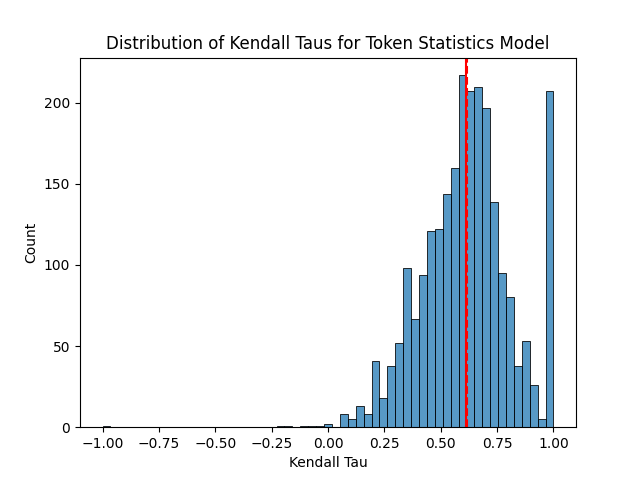 Distribution of Kendall Taus for Token Statistics Model
Count
200
150
100
50
0
−1.00 −0.75 −0.50 −0.25 0.00 0.25 0.50 0.75 1.00
Kendall Tau